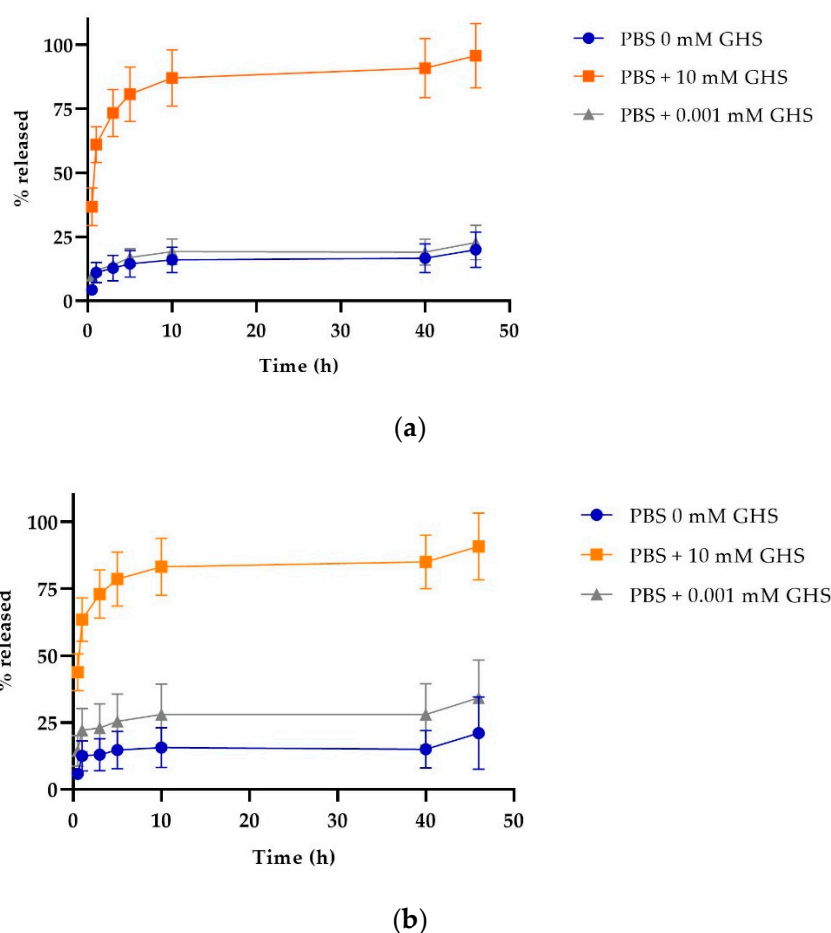 100
75
50
25
0
% released
0 10 20 30 40 50
Time (h)
PBS 0 mM GHS
PBS + 10 mM GHS
PBS + 0.001 mM GHS
(a)
100
75
50
25
0
% released
0 10 20 30 40 50
Time (h)
PBS 0 mM GHS
PBS + 10 mM GHS
PBS + 0.001 mM GHS
(b)